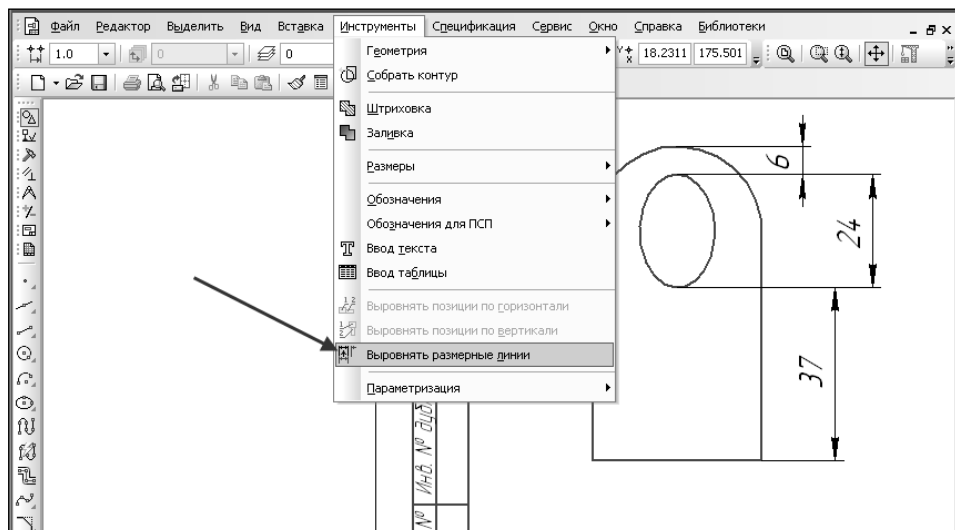 Файл Редактор Выделить Вид Вставка Инструменты Спецификация Сервис Окно Справка Библиотеки
1.0 0 0 18.2311 175.501
Геометрия
Собрать контур
Штриховка
Заливка
Размеры
Обозначения
Обозначения для ПСП
Ввод текста
Ввод таблицы
Выровнять позиции по горизонтали
Выровнять позиции по вертикали
Выровнять размерные линии
Параметризация
6
24
37
Инв. № дубл
№